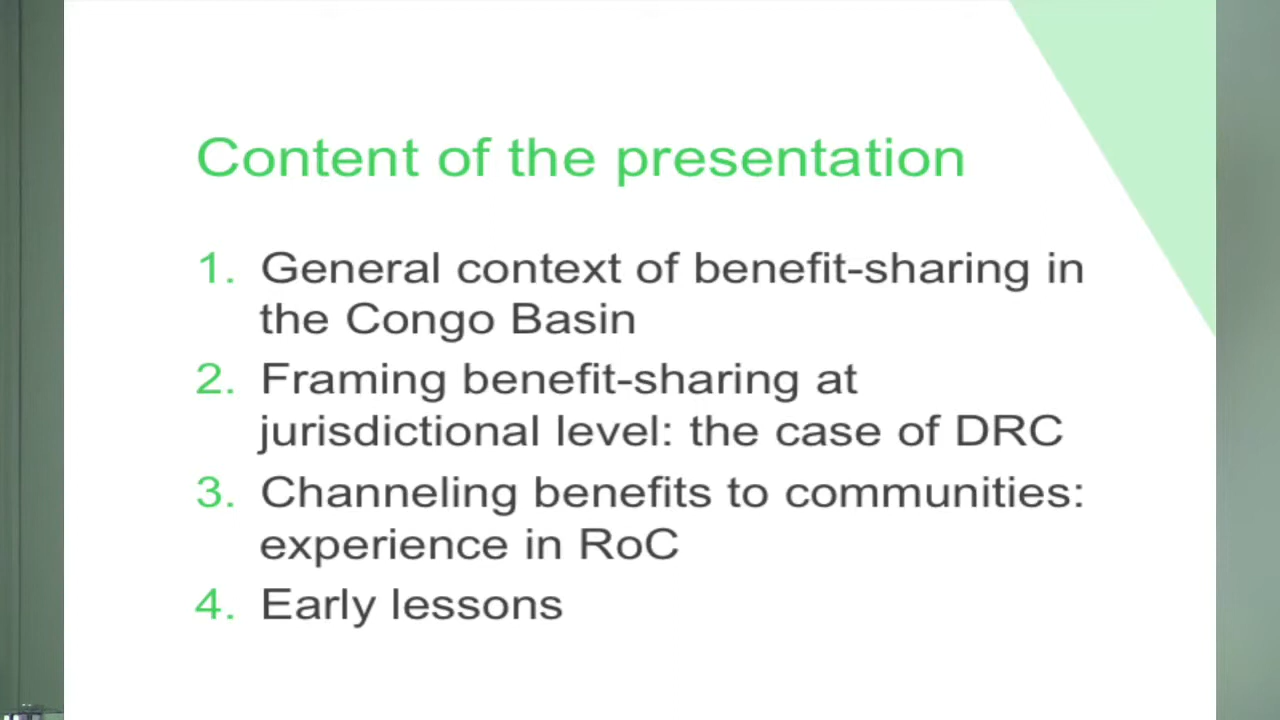 Content of the presentation
1. General context of benefit-sharing in
the Congo Basin
2. Framing benefit-sharing at
jurisdictional level: the case of DRC
3. Channeling benefits to communities:
experience in RoC
4. Early lessons